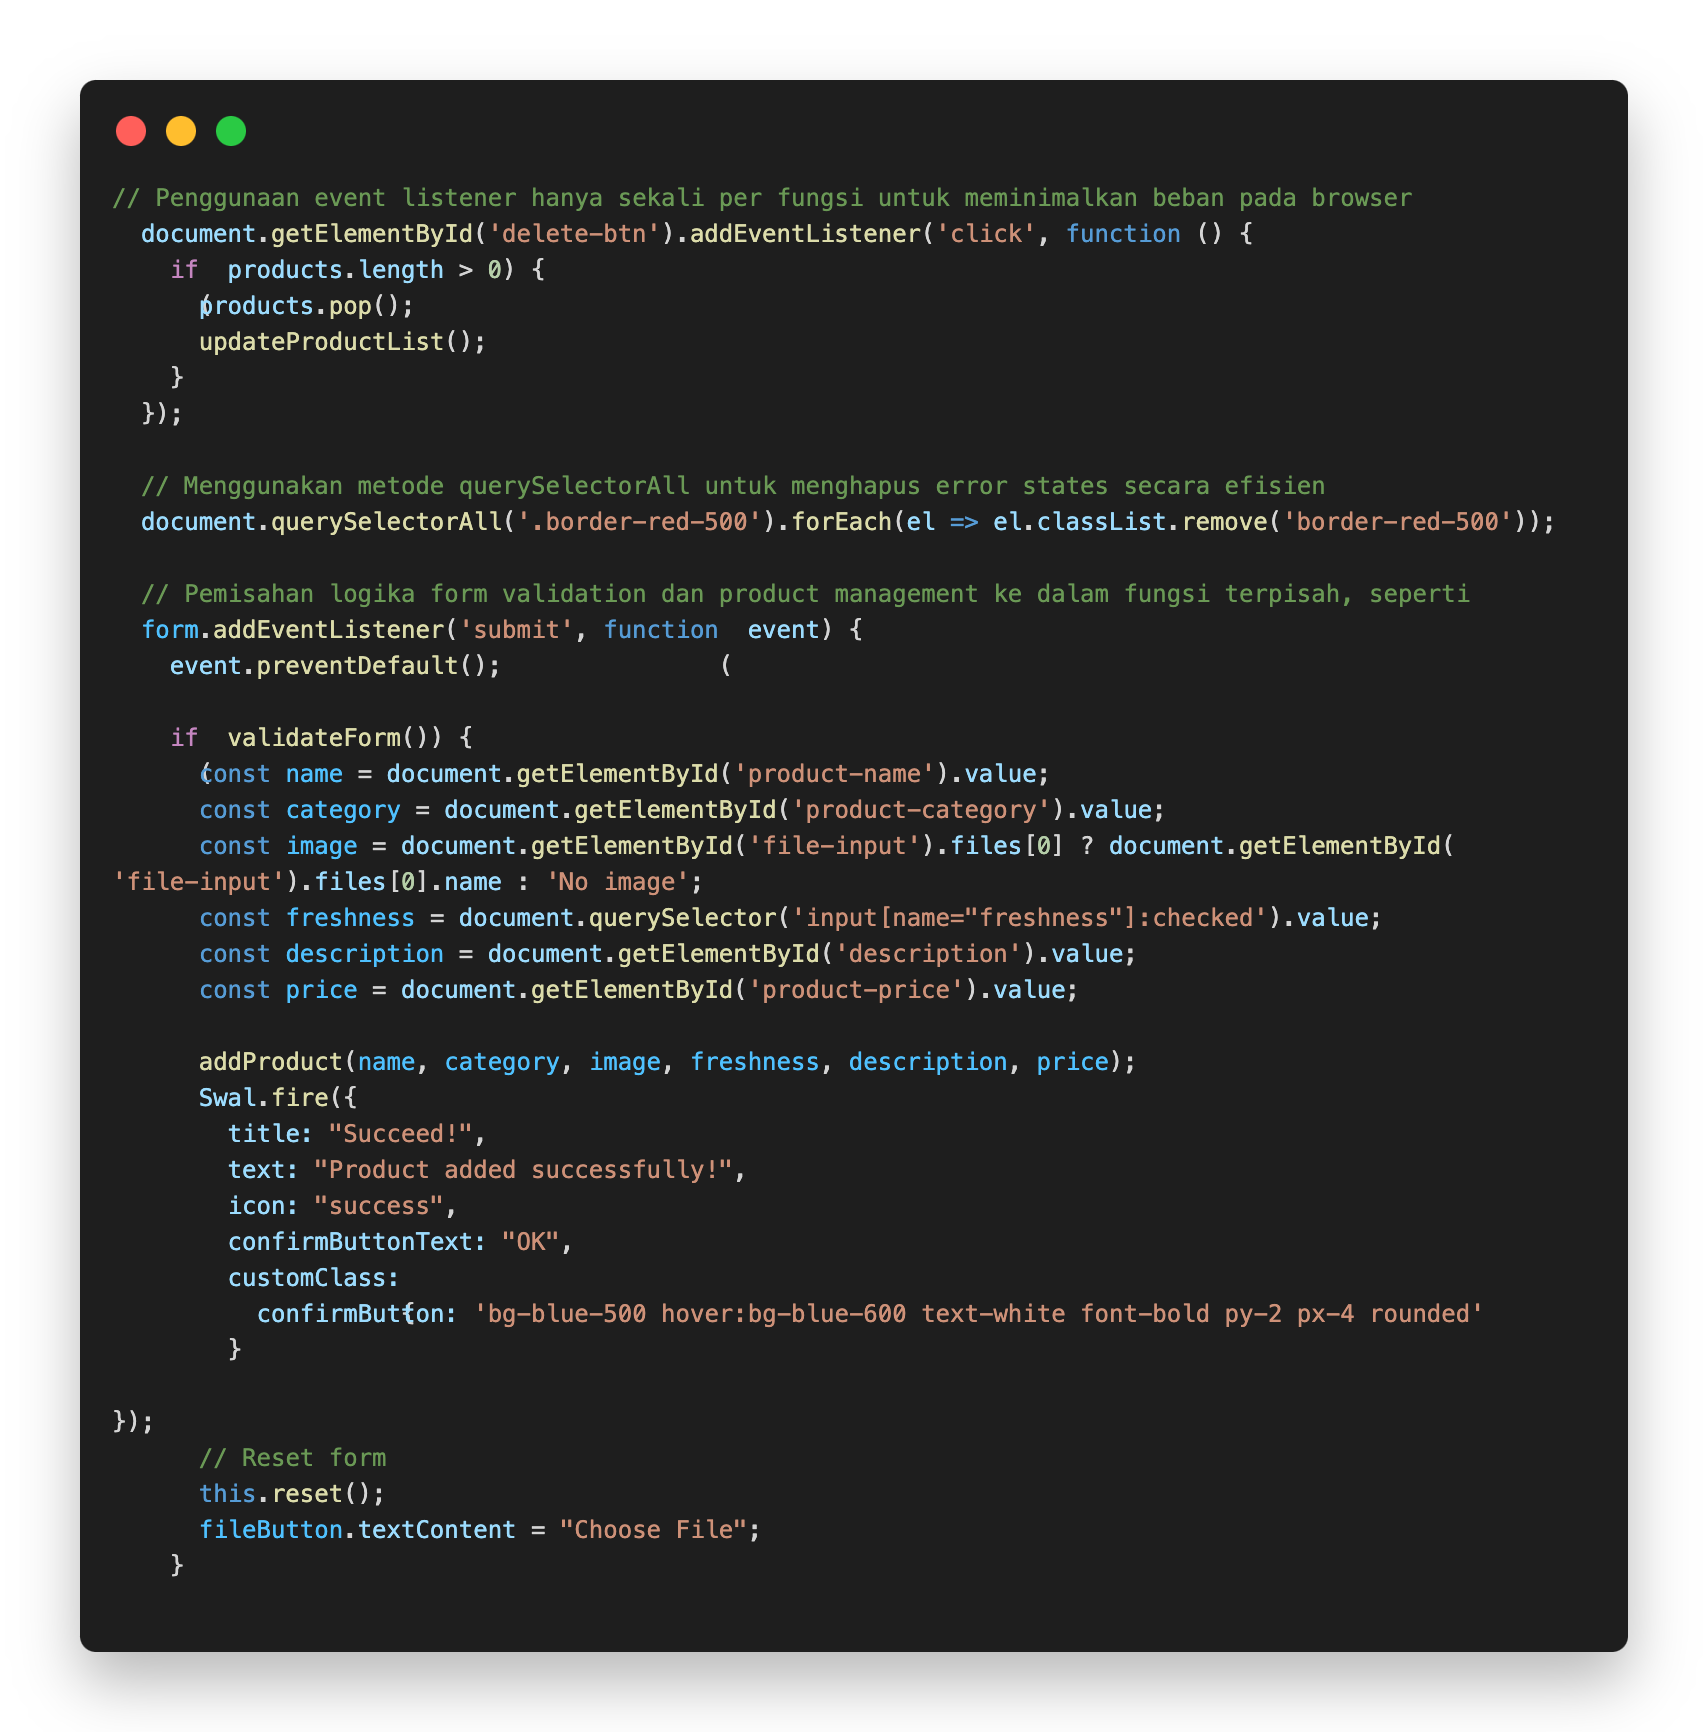 // Penggunaan event listener hanya sekali per fungsi untuk meminimalkan beban pada browser
  document.getElementById('delete-btn').addEventListener('click', function () {
    if (products.length > 0) {
      products.pop();
      updateProductList();
    }
  });

  // Menggunakan metode querySelectorAll untuk menghapus error states secara efisien
  document.querySelectorAll('.border-red-500').forEach(el => el.classList.remove('border-red-500'));

  // Pemisahan logika form validation dan product management ke dalam fungsi terpisah, seperti
  form.addEventListener('submit', function (event) {
    event.preventDefault();

    if (validateForm()) {
      const name = document.getElementById('product-name').value;
      const category = document.getElementById('product-category').value;
      const image = document.getElementById('file-input').files[0] ? document.getElementById(
'file-input').files[0].name : 'No image';
      const freshness = document.querySelector('input[name="freshness"]:checked').value;
      const description = document.getElementById('description').value;
      const price = document.getElementById('product-price').value;

      addProduct(name, category, image, freshness, description, price);
      Swal.fire({
        title: "Succeed!",
        text: "Product added successfully!",
        icon: "success",
        confirmButtonText: "OK",
        customClass: {
          confirmButton: 'bg-blue-500 hover:bg-blue-600 text-white font-bold py-2 px-4 rounded'
        }

});
      // Reset form
      this.reset();
      fileButton.textContent = "Choose File";
    }